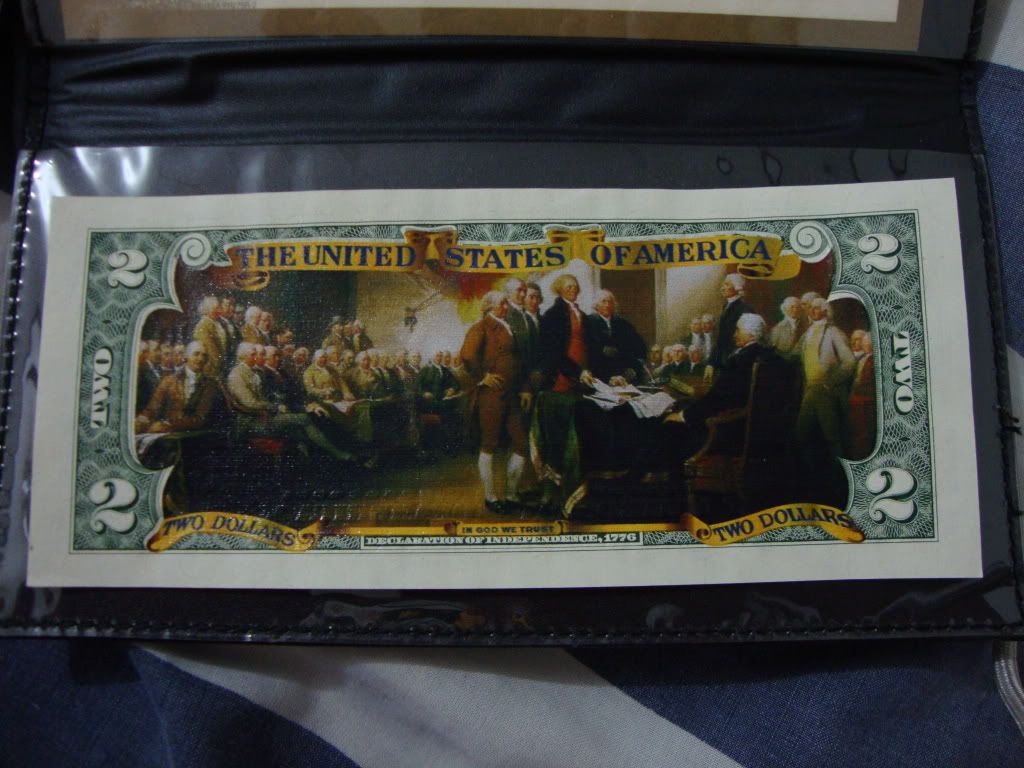 THE UNITED STATES OF AMERICA
2
2
TWO
TWO
2
2
TWO DOLLARS
IN GOD WE TRUST
TWO DOLLARS
DECLARATION OF INDEPENDENCE, 1776